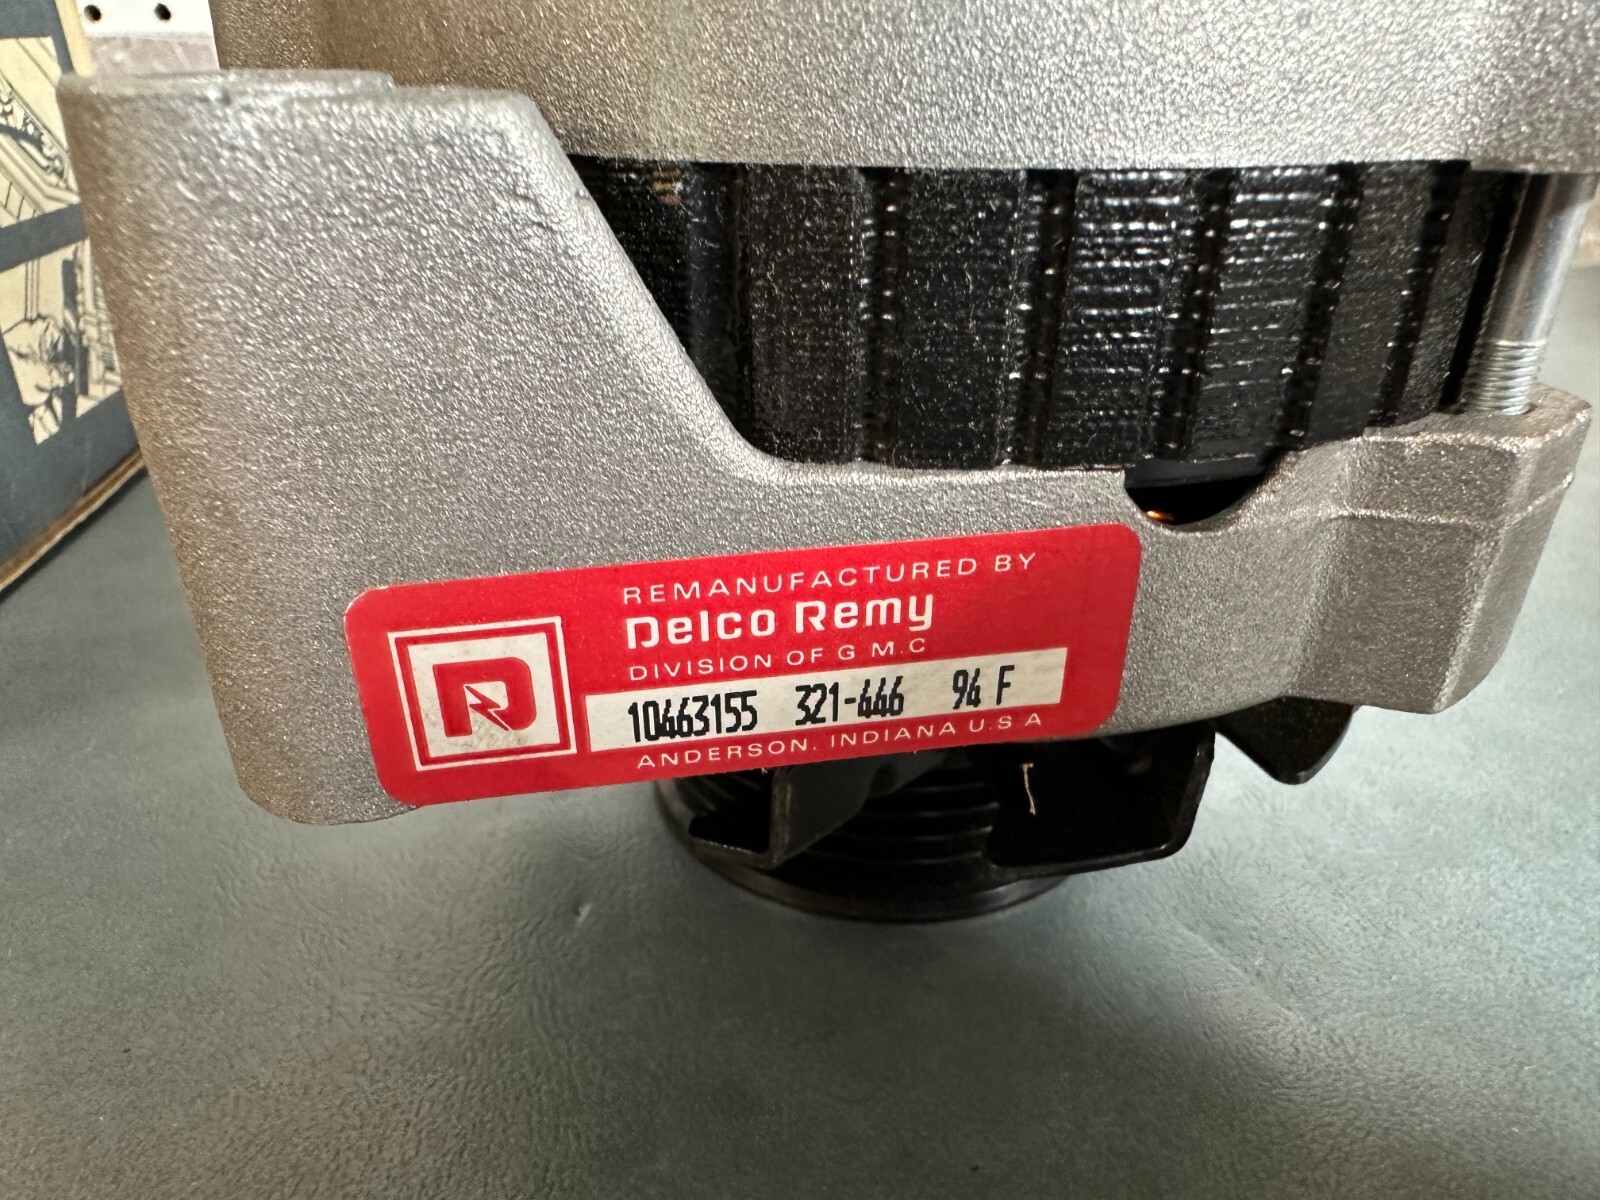 REMANUFACTURED BY
Delco Remy
DIVISION OF G M.C
10463155 321-446 94 F
ANDERSON. INDIANA U.S A